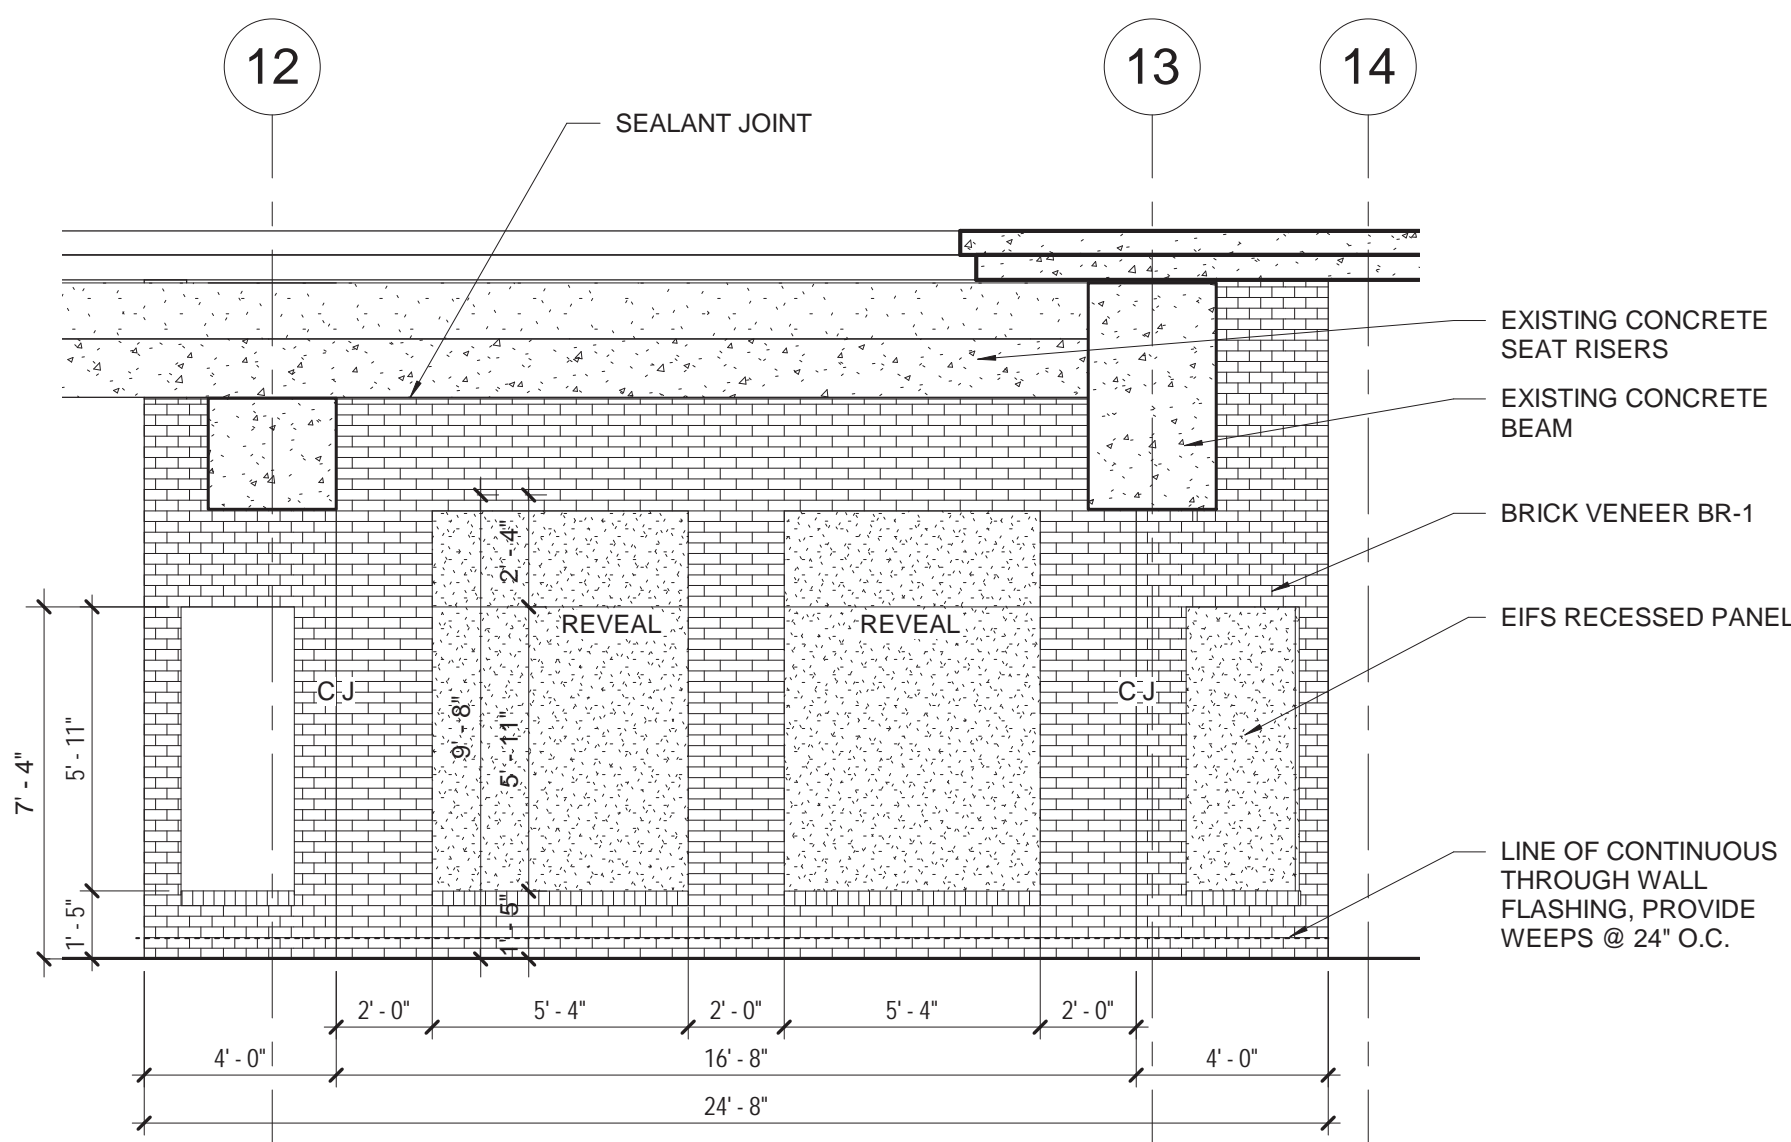 12
13
14
SEALANT JOINT
EXISTING CONCRETE
SEAT RISERS
EXISTING CONCRETE
BEAM
BRICK VENEER BR-1
2' - 4"
REVEAL
REVEAL
EIFS RECESSED PANEL
C J
C J
9' - 8"
5' - 11"
5' - 11"
7' - 4"
1' - 5"
1' - 5"
LINE OF CONTINUOUS
THROUGH WALL
FLASHING, PROVIDE
WEEPS @ 24" O.C.
2' - 0"
5' - 4"
2' - 0"
5' - 4"
2' - 0"
4' - 0"
16' - 8"
4' - 0"
24' - 8"